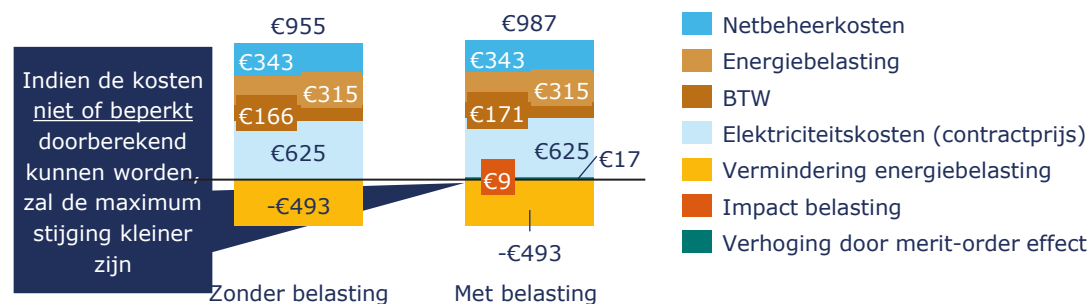 Indien de kosten
niet of beperkt
doorberekend
kunnen worden,
zal de maximum
stijging kleiner
zijn
€955
€343
€315
€166
€625
-€493
Zonder belasting
€987
€343
€315
€171
€625
€17
€9
-€493
Met belasting
Netbeheerkosten
Energiebelasting
BTW
Elektriciteitskosten (contractprijs)
Vermindering energiebelasting
Impact belasting
Verhoging door merit-order effect